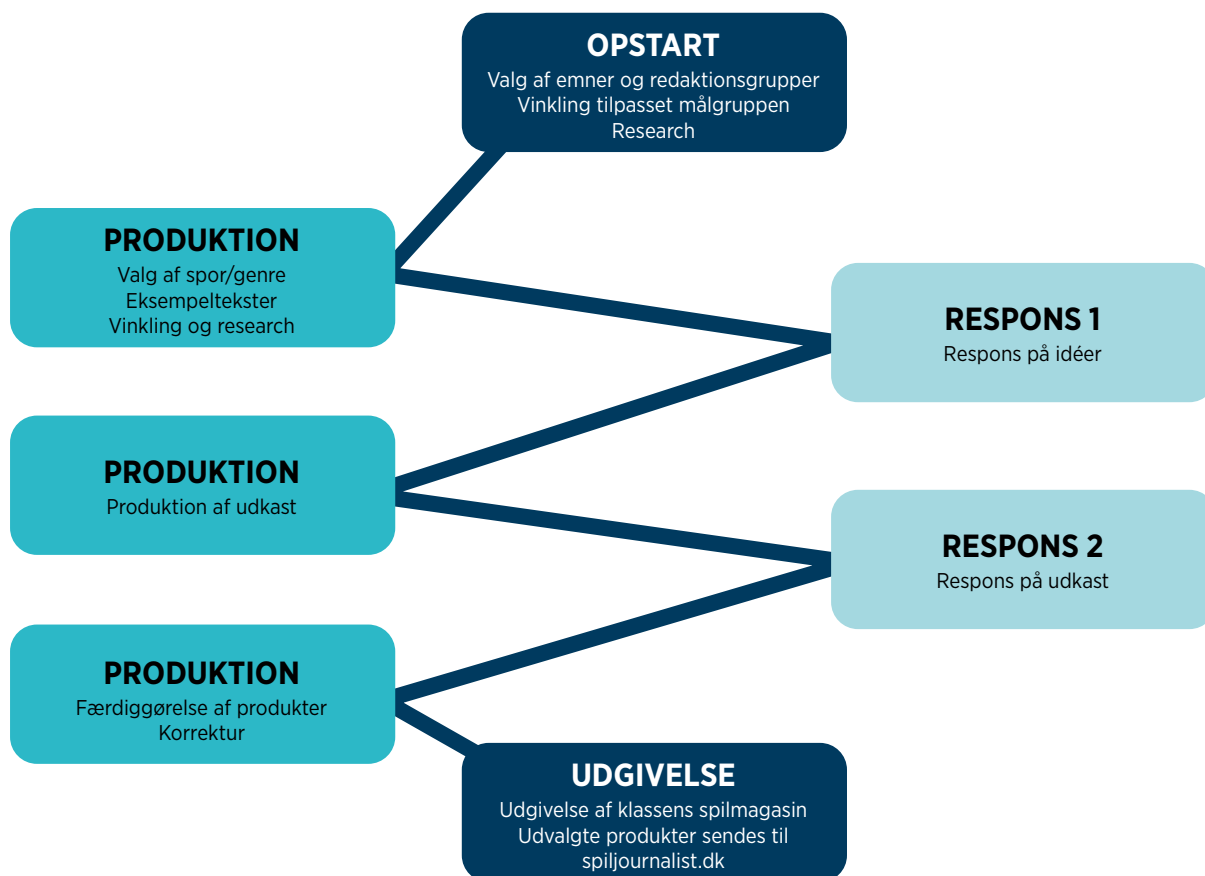 OPSTART
Valg af emner og redaktionsgrupper
Vinkling tilpasset målgruppen
Research
PRODUKTION
Valg af spor/genre
Eksempeltekster
Vinkling og research
RESPONS 1
Respons på idéer
PRODUKTION
Produktion af udkast
RESPONS 2
Respons på udkast
PRODUKTION
Færdiggørelse af produkter
Korrektur
UDGIVELSE
Udgivelse af klassens spilmagasin
Udvalgte produkter sendes til
spiljournalist.dk